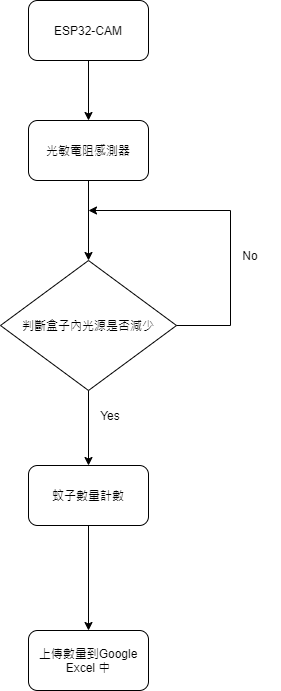 ESP32-CAM
光敏電阻感測器
No
判斷盒子內光源是否減少
Yes
蚊子數量計數
上傳數量到Google
Excel 中